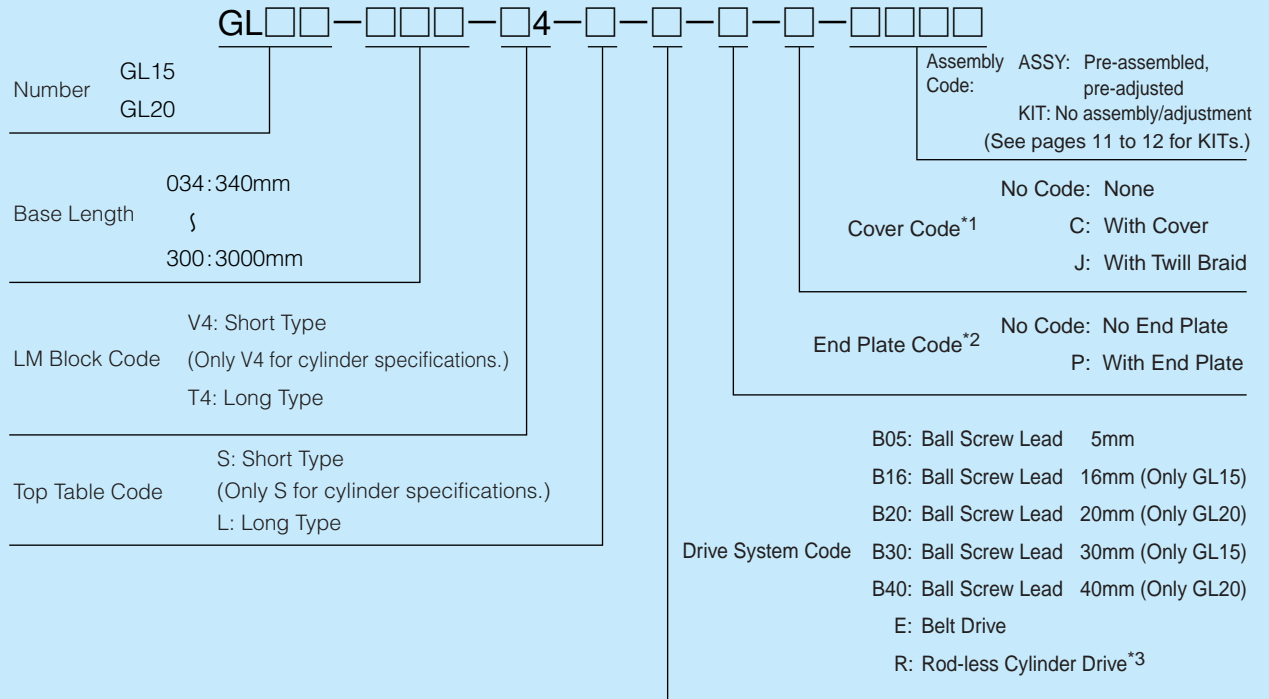 GL□□－□□□－□4－□－□－□－□－□□□□
Number
GL15
GL20
Base Length
034:340mm
〜
300:3000mm
LM Block Code
V4: Short Type
(Only V4 for cylinder specifications.)
T4: Long Type
Top Table Code
S: Short Type
(Only S for cylinder specifications.)
L: Long Type
Assembly Code:
ASSY: Pre-assembled,
pre-adjusted
KIT: No assembly/adjustment
(See pages 11 to 12 for KITs.)
Cover Code*1
No Code: None
C: With Cover
J: With Twill Braid
End Plate Code*2
No Code: No End Plate
P: With End Plate
Drive System Code
B05: Ball Screw Lead 5mm
B16: Ball Screw Lead 16mm (Only GL15)
B20: Ball Screw Lead 20mm (Only GL20)
B30: Ball Screw Lead 30mm (Only GL15)
B40: Ball Screw Lead 40mm (Only GL20)
E: Belt Drive
R: Rod-less Cylinder Drive*3